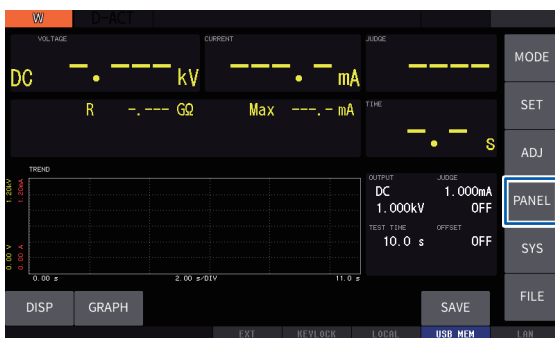 W D-ACT
VOLTAGE CURRENT JUDGE
DC -.--- kV ---.- mA ----
MODE
R -.--- GΩ Max ---.- mA TIME
SET
-.- s
ADJ
TREND
1.20kV 1.20mA
OUTPUT JUDGE
DC 1.000mA
PANEL
1.000kV OFF
TEST TIME OFFSET
10.0 s OFF
SYS
0.00 V 0.00 A
0.00 s 2.00 s/DIV 11.0 s
DISP GRAPH SAVE FILE
EXT KEYLOCK LOCAL USB MEM LAN